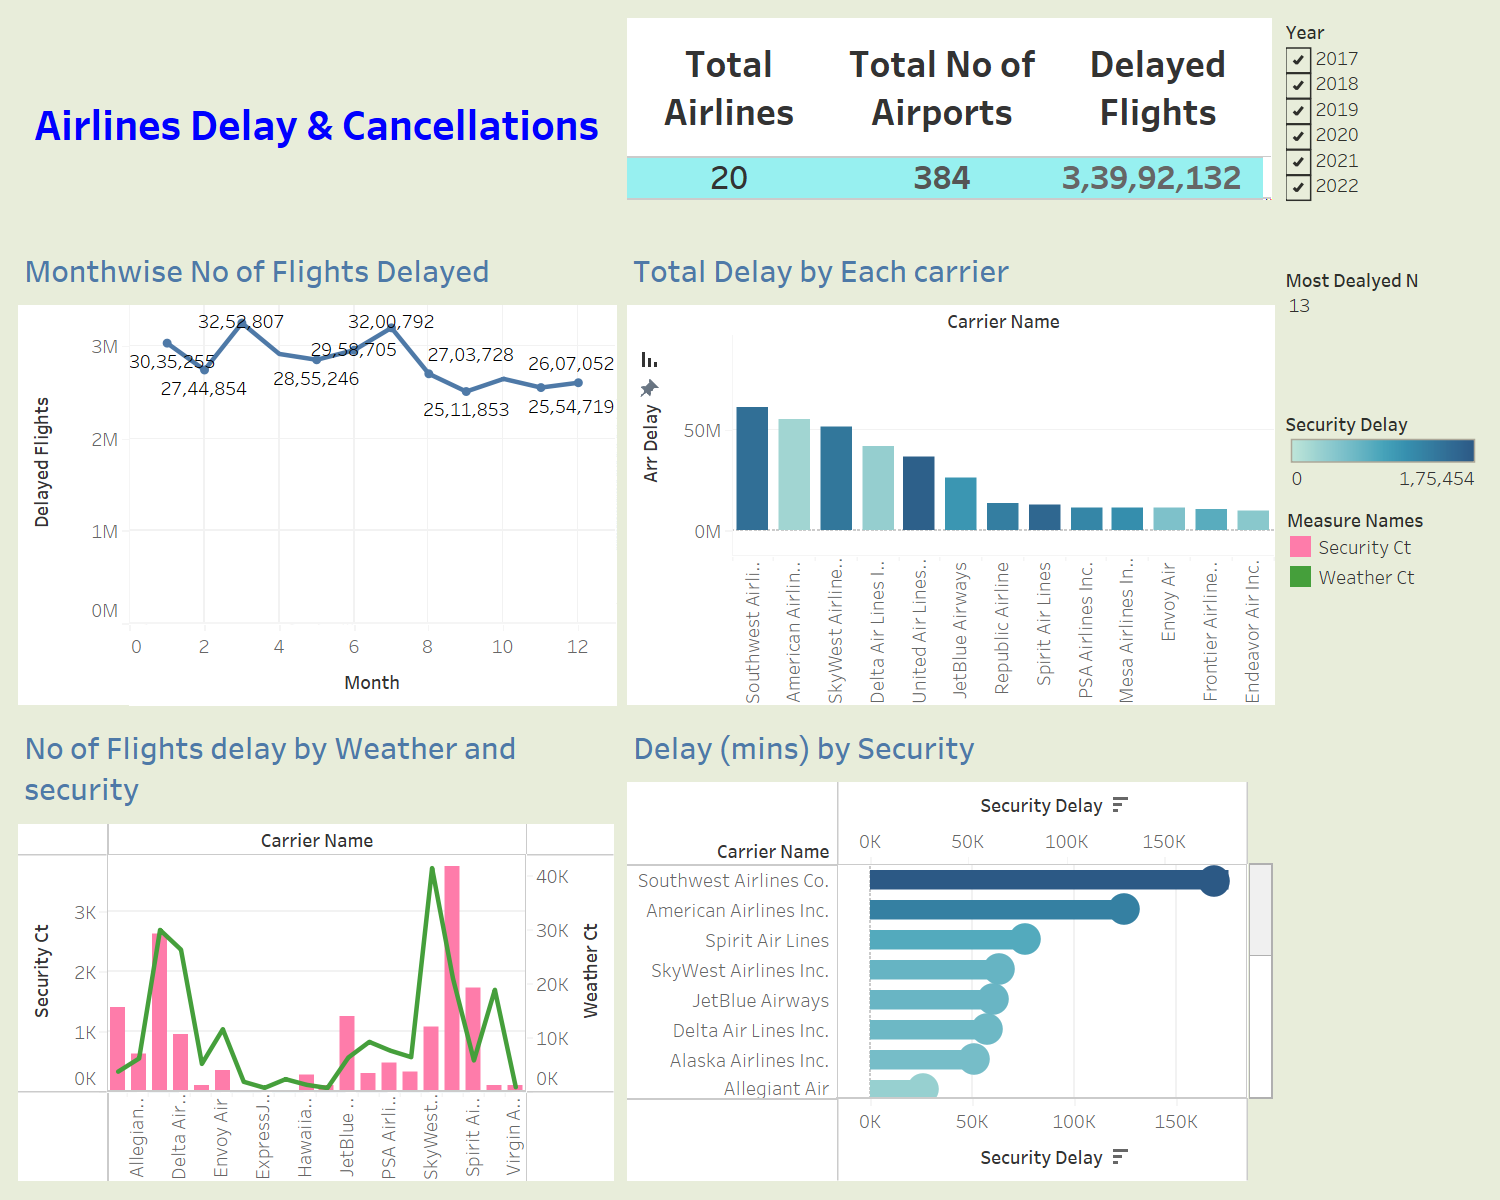 Airlines Delay & Cancellations
Total Airlines
Total No of Airports
Delayed Flights
20
384
3,39,92,132
Year
2017
2018
2019
2020
2021
2022
Monthwise No of Flights Delayed
Delayed Flights
3M
2M
1M
0M
30,35,255
27,44,854
32,52,807
28,55,246
29,58,705
32,00,792
27,03,728
25,11,853
26,07,052
25,54,719
0
2
4
6
8
10
12
Month
Total Delay by Each carrier
Carrier Name
Arr Delay
50M
0M
Southwest Airli..
American Airlin..
SkyWest Airline..
Delta Air Lines I..
United Air Lines..
JetBlue Airways
Republic Airline
Spirit Air Lines
PSA Airlines Inc.
Mesa Airlines In..
Envoy Air
Frontier Airline..
Endeavor Air Inc.
Most Dealyed N
13
Security Delay
0
1,75,454
Measure Names
Security Ct
Weather Ct
No of Flights delay by Weather and
security
Carrier Name
Security Ct
3K
2K
1K
0K
Weather Ct
40K
30K
20K
10K
0K
Allegian..
Delta Air..
Envoy Air
ExpressJ..
Hawaiia..
JetBlue ..
PSA Airli..
SkyWest..
Spirit Ai..
Virgin A..
Delay (mins) by Security
Security Delay
Carrier Name
0K
50K
100K
150K
Southwest Airlines Co.
American Airlines Inc.
Spirit Air Lines
SkyWest Airlines Inc.
JetBlue Airways
Delta Air Lines Inc.
Alaska Airlines Inc.
Allegiant Air
0K
50K
100K
150K
Security Delay